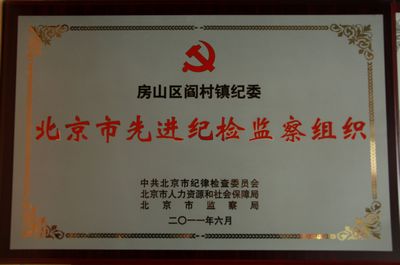 房山区阎村镇纪委
北京市先进纪检监察组织
中共北京市纪律检查委员会
北京市人力资源和社会保障局
北京市监察局
二〇一一年六月